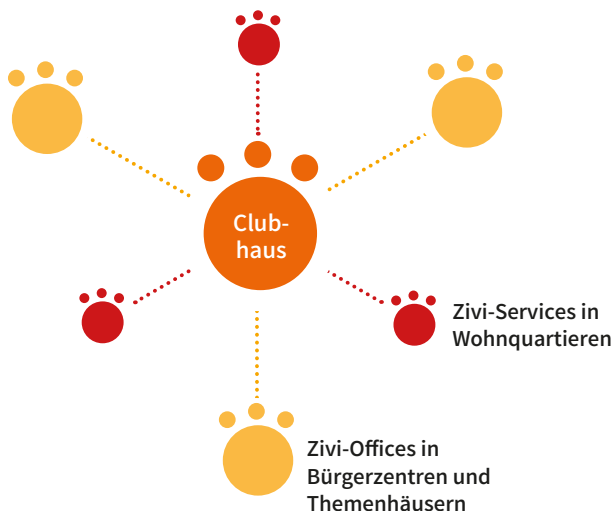 Club-
haus
Zivi-Services in
Wohnquartieren
Zivi-Offices in
Bürgerzentren und
Themenhäusern